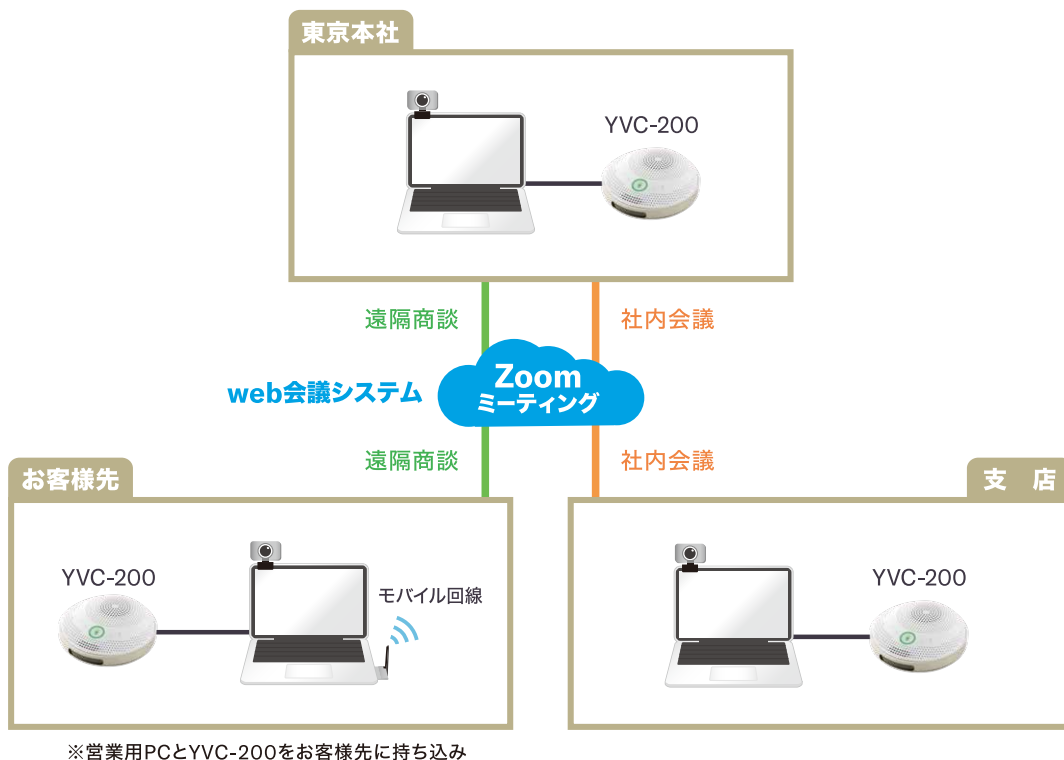 東京本社
YVC-200
遠隔商談
社内会議
web会議システム
Zoom
ミーティング
遠隔商談
社内会議
お客様先
支 店
YVC-200
モバイル回線
YVC-200
※営業用PCとYVC-200をお客様先に持ち込み